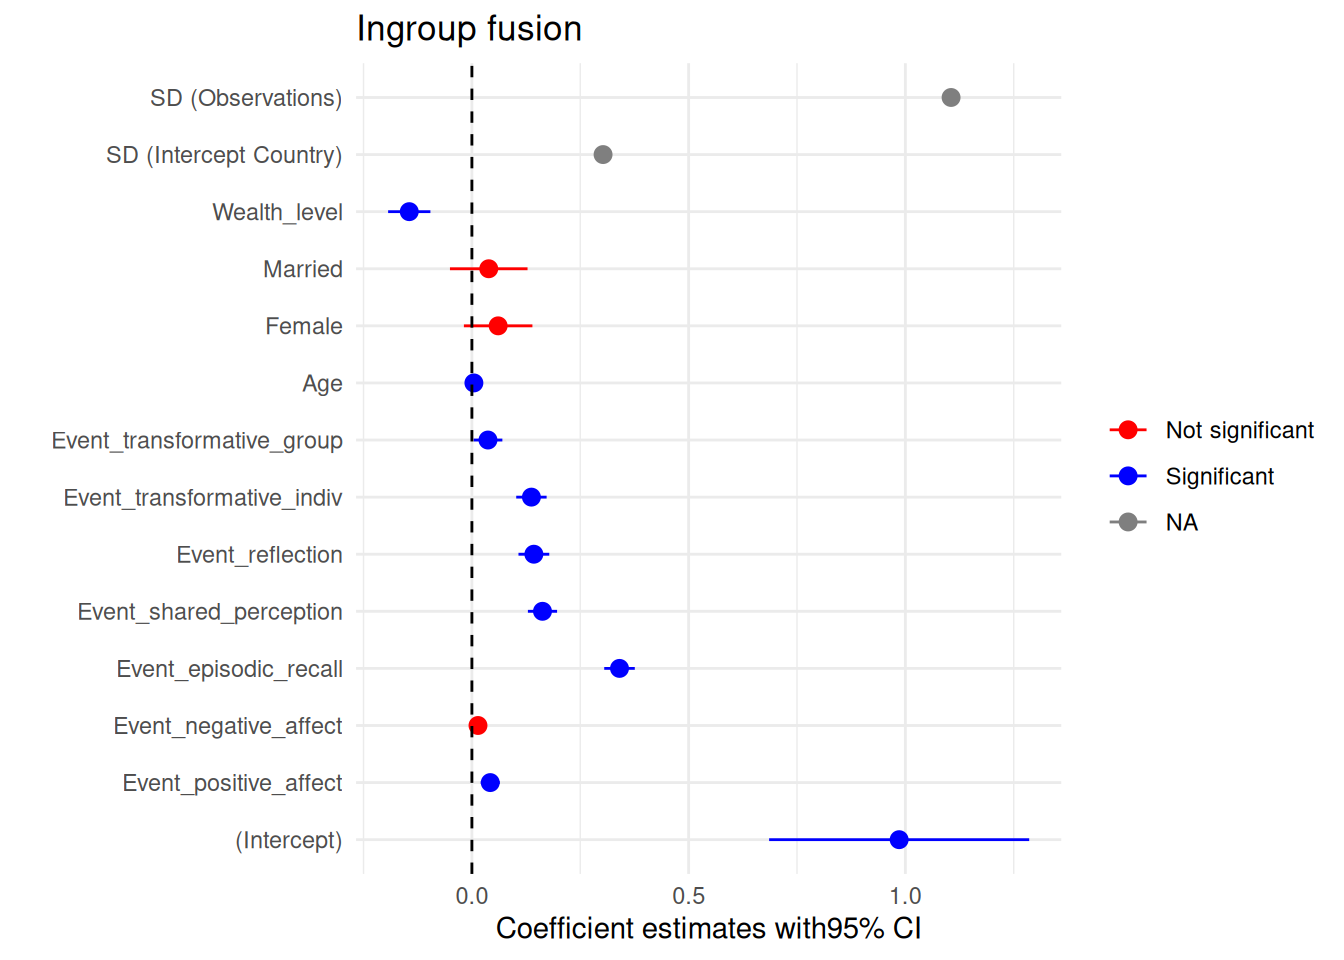 Ingroup fusion
SD (Observations)
SD (Intercept Country)
Wealth_level
Married
Female
Age
Event_transformative_group
Event_transformative_indiv
Event_reflection
Event_shared_perception
Event_episodic_recall
Event_negative_affect
Event_positive_affect
(Intercept)
0.0 0.5 1.0
Coefficient estimates with95% CI
Not significant
Significant
NA